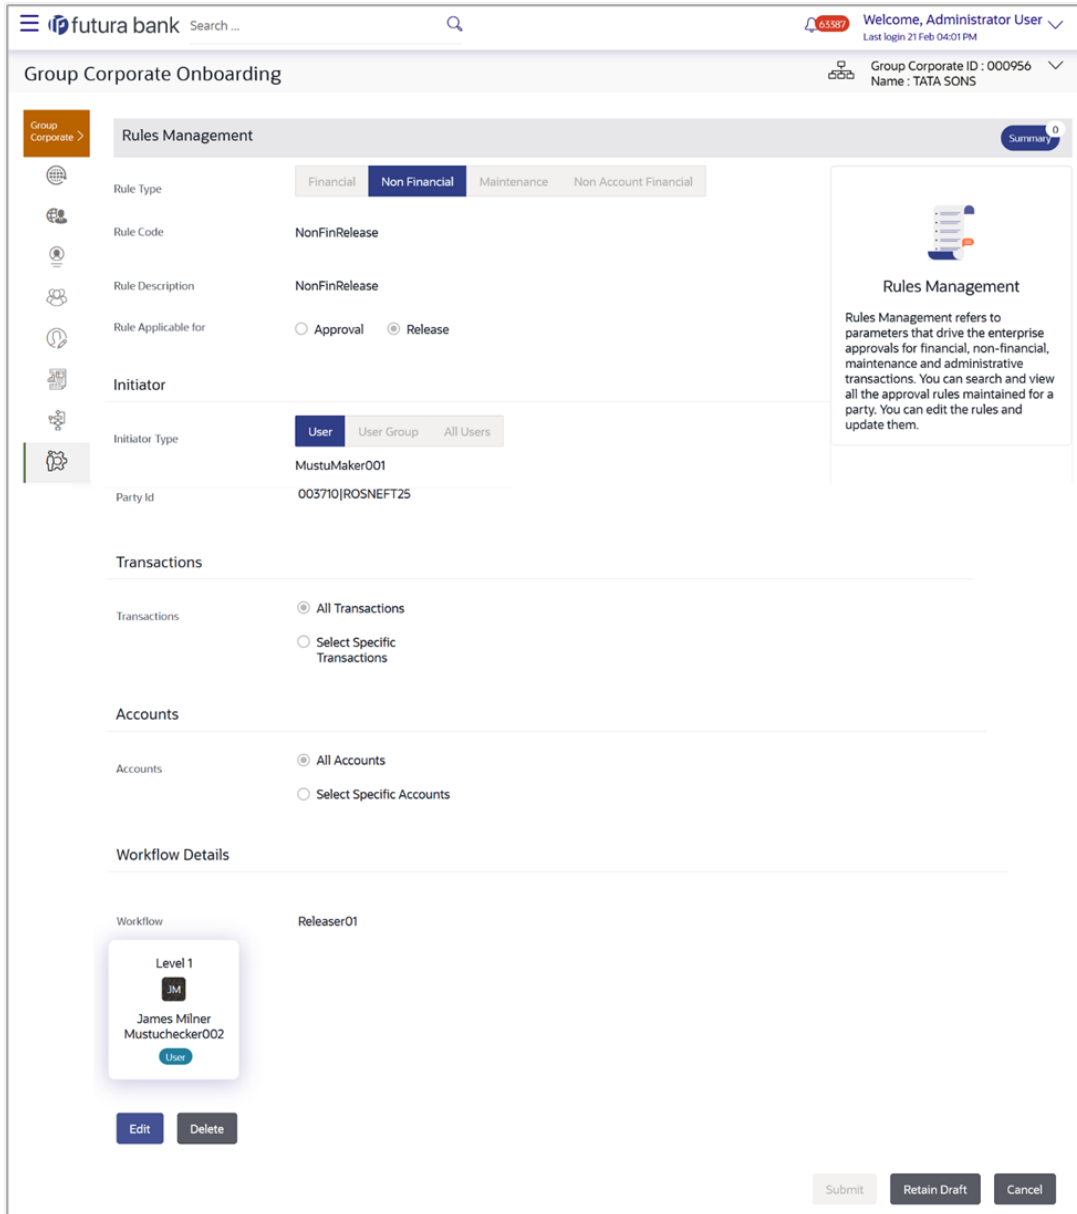 futura bank
Search ...
63387
Welcome, Administrator User
Last login 21 Feb 04:01 PM
Group Corporate Onboarding
Group Corporate ID : 000956
Name : TATA SONS
Group
Corporate >
Rules Management
Summary
0
Rule Type
Financial
Non Financial
Maintenance
Non Account Financial
Rule Code
NonFinRelease
Rule Description
NonFinRelease
Rule Applicable for
Approval
Release
Rules Management
Rules Management refers to
parameters that drive the enterprise
approvals for financial, non-financial,
maintenance and administrative
transactions. You can search and view
all the approval rules maintained for a
party. You can edit the rules and
update them.
Initiator
Initiator Type
User
User Group
All Users
MustuMaker001
Party Id
003710|ROSNEFT25
Transactions
Transactions
All Transactions
Select Specific
Transactions
Accounts
Accounts
All Accounts
Select Specific Accounts
Workflow Details
Workflow
Releaser01
Level 1
JM
James Milner
Mustuchecker002
User
Edit
Delete
Submit
Retain Draft
Cancel